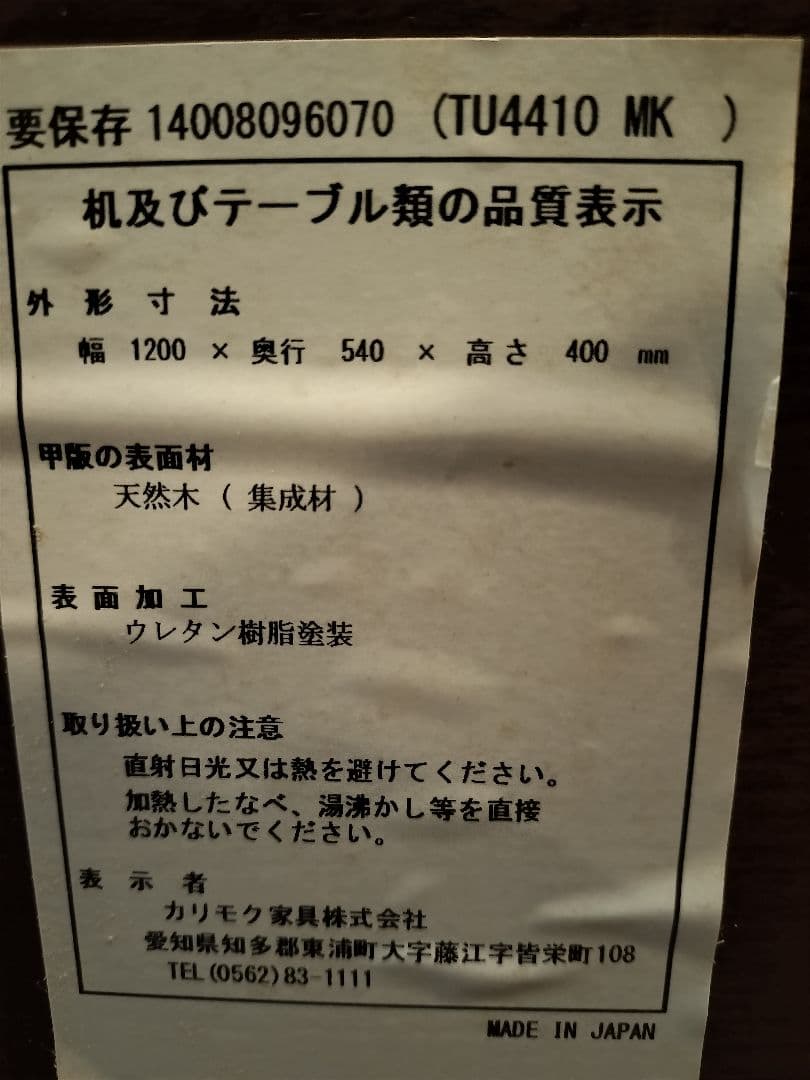 要保存 14008096070 (TU4410 MK )
机及びテーブル類の品質表示
外形寸法
幅 1200 × 奥行 540 × 高さ 400 mm
甲版の表面材
天然木 ( 集成材 )
表面加工
ウレタン樹脂塗装
取り扱い上の注意
直射日光又は熱を避けてください。
加熱したなべ、湯沸かし等を直接
おかないでください。
表示者
カリモク家具株式会社
愛知県知多郡東浦町大字藤江字皆栄町108
TEL(0562)83-1111
MADE IN JAPAN